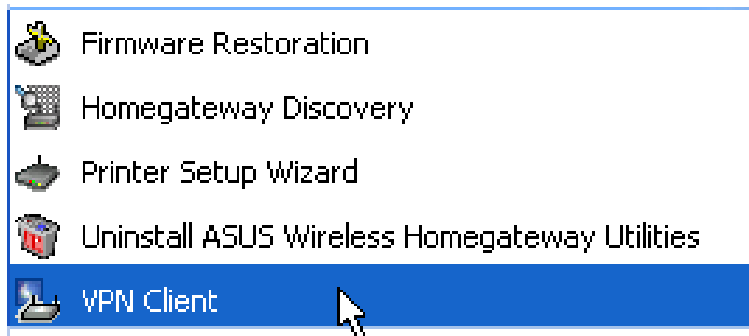 Firmware Restoration
Homegateway Discovery
Printer Setup Wizard
Uninstall ASUS Wireless Homegateway Utilities
VPN Client